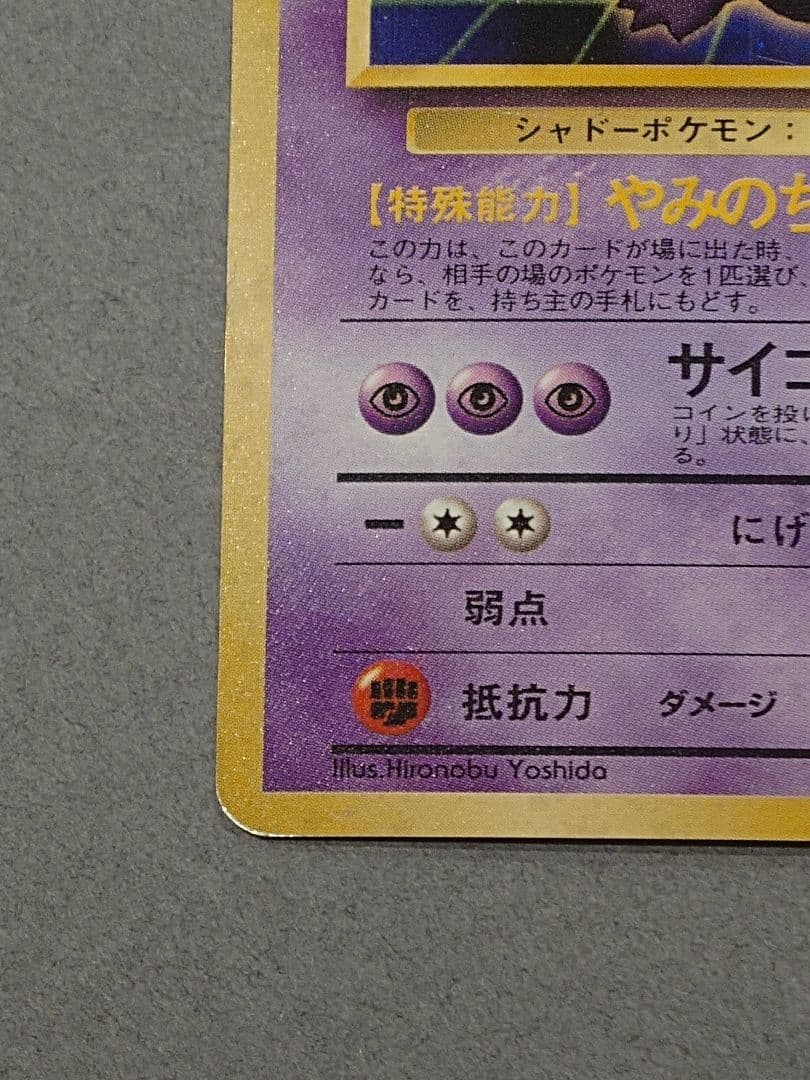 シャドーポケモン：
【特殊能力】やみのち
この力は、このカードが場に出た時、
なら、相手の場のポケモンを1匹選び、
カードを、持ち主の手札にもどす。
サイコ
コインを投げ
り」状態に、
る。
ー
にげ
弱点
抵抗力 ダメージ
Illus.Hironobu Yoshida